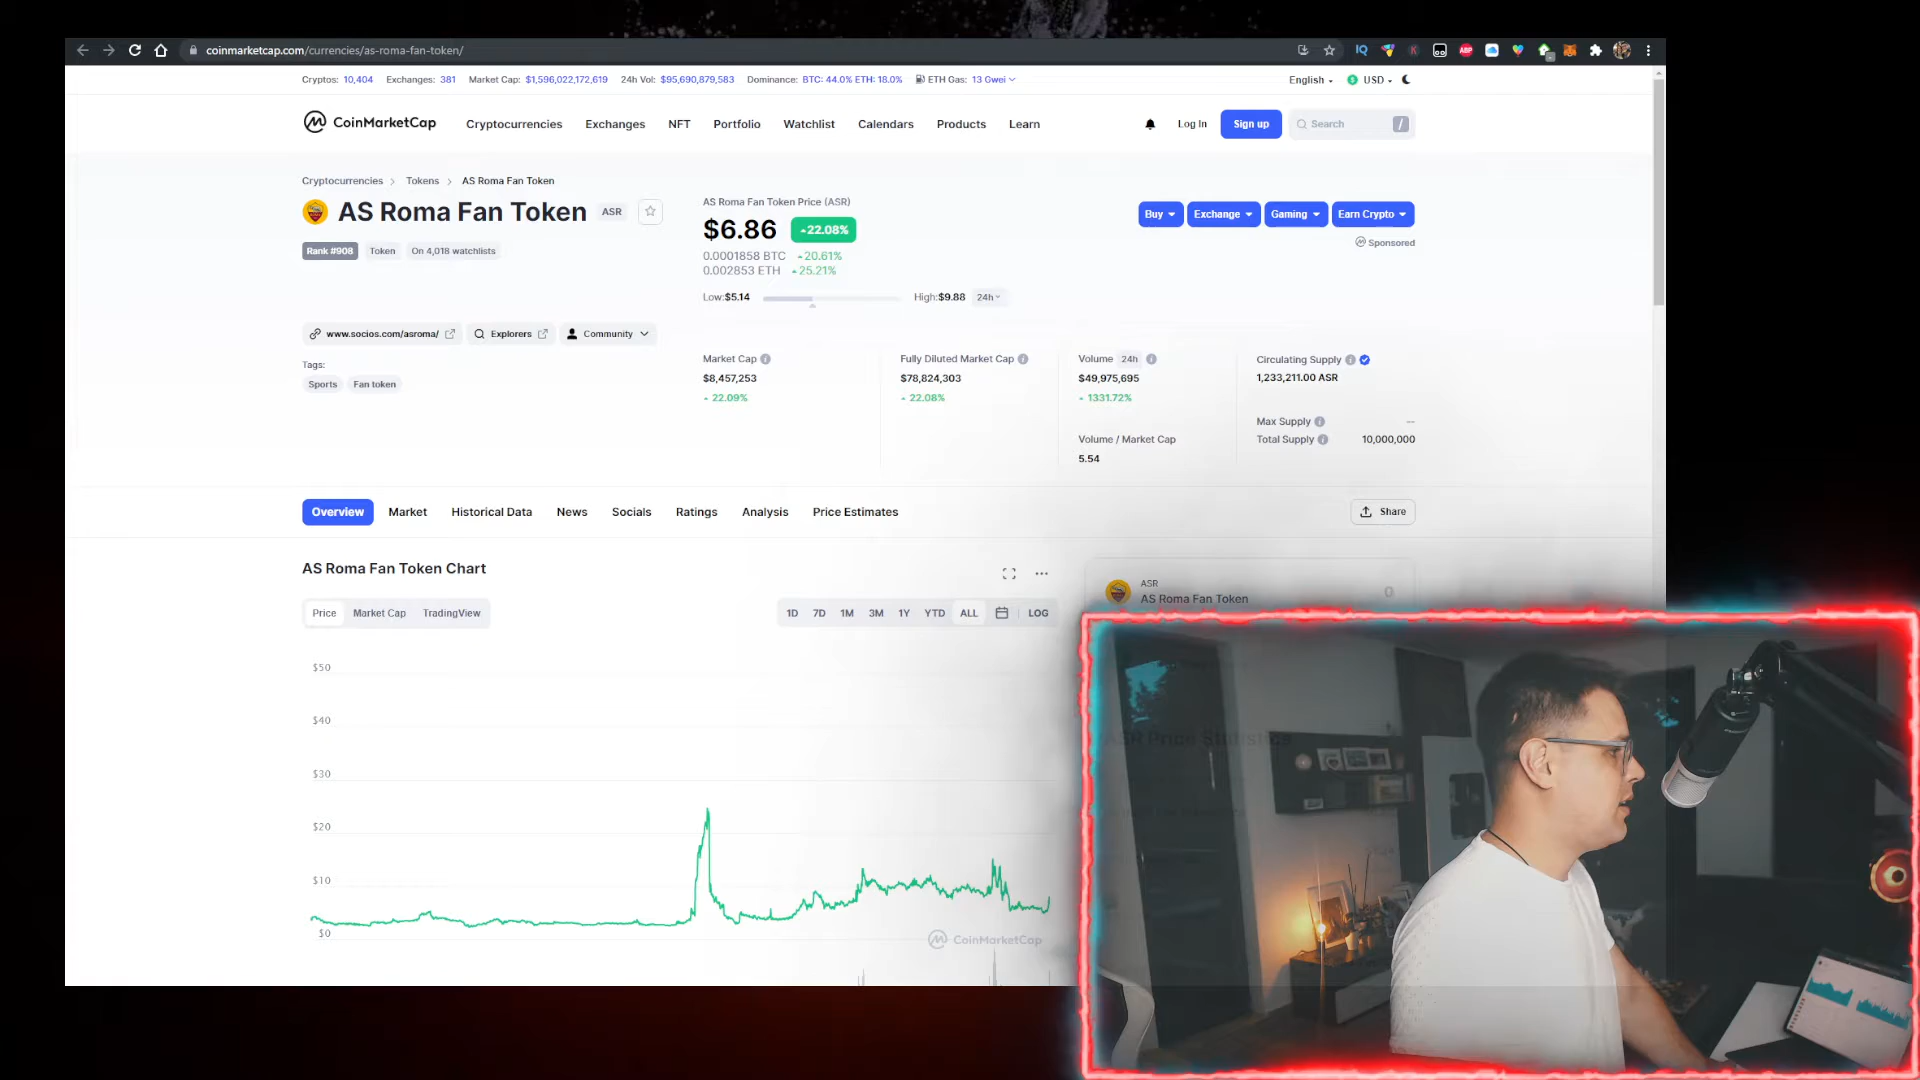 coinmarketcap.com/currencies/as-roma-fan-token/
Cryptos: 10,404 Exchanges: 381 Market Cap: $1,596,022,172,619 24h Vol: $95,690,879,583 Dominance: BTC: 44.0% ETH: 18.0% ETH Gas: 13 Gwei English USD
CoinMarketCap Cryptocurrencies Exchanges NFT Portfolio Watchlist Calendars Products Learn Log In Sign up Search /
Cryptocurrencies Tokens AS Roma Fan Token
AS Roma Fan Token ASR
Rank #908 Token On 4,018 watchlists
www.socios.com/asroma/ Explorers Community
Tags:
Sports Fan token
AS Roma Fan Token Price (ASR)
$6.86 22.08%
0.0001858 BTC 20.61%
0.002853 ETH 25.21%
Low:$5.14 High:$9.88 24h
Buy Exchange Gaming Earn Crypto
Sponsored
Market Cap
$8,457,253
22.09%
Fully Diluted Market Cap
$78,824,303
22.08%
Volume 24h
$49,975,695
1331.72%
Volume / Market Cap
5.54
Circulating Supply
1,233,211.00 ASR
Max Supply --
Total Supply 10,000,000
Overview Market Historical Data News Socials Ratings Analysis Price Estimates Share
AS Roma Fan Token Chart
Price Market Cap TradingView 1D 7D 1M 3M 1Y YTD ALL LOG
$50
$40
$30
$20
$10
$0
CoinMarketCap
ASR
AS Roma Fan Token 0
ASR Price Statistics